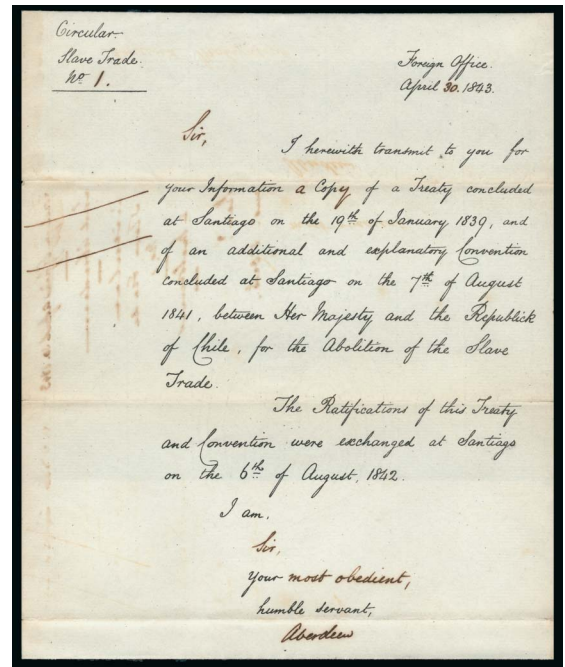 Circular.
Slave Trade.
No 1.
Foreign Office.
April 30. 1843.
Sir,
I herewith transmit to you for
your Information a Copy of a Treaty concluded
at Santiago on the 19th of January 1839, and
of an additional and explanatory Convention
concluded at Santiago on the 7th of August
1841, between Her Majesty and the Republick
of Chile, for the Abolition of the Slave
Trade.
The Ratifications of this Treaty
and Convention were exchanged at Santiago
on the 6th of August, 1842.
I am,
Sir,
Your most obedient,
humble servant,
Aberdeen